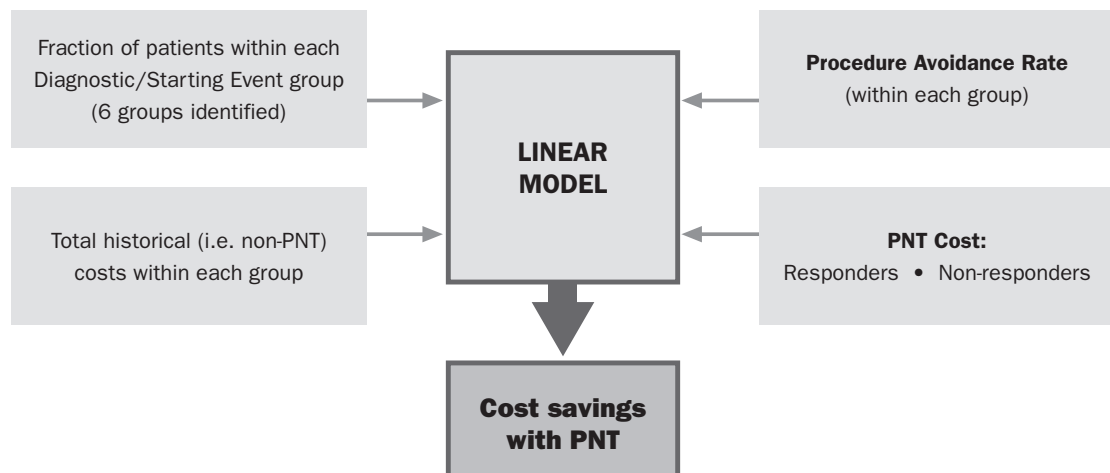 Fraction of patients within each
Diagnostic/Starting Event group
(6 groups identified)
Total historical (i.e. non-PNT)
costs within each group
LINEAR
MODEL
Procedure Avoidance Rate
(within each group)
PNT Cost:
Responders • Non-responders
Cost savings
with PNT